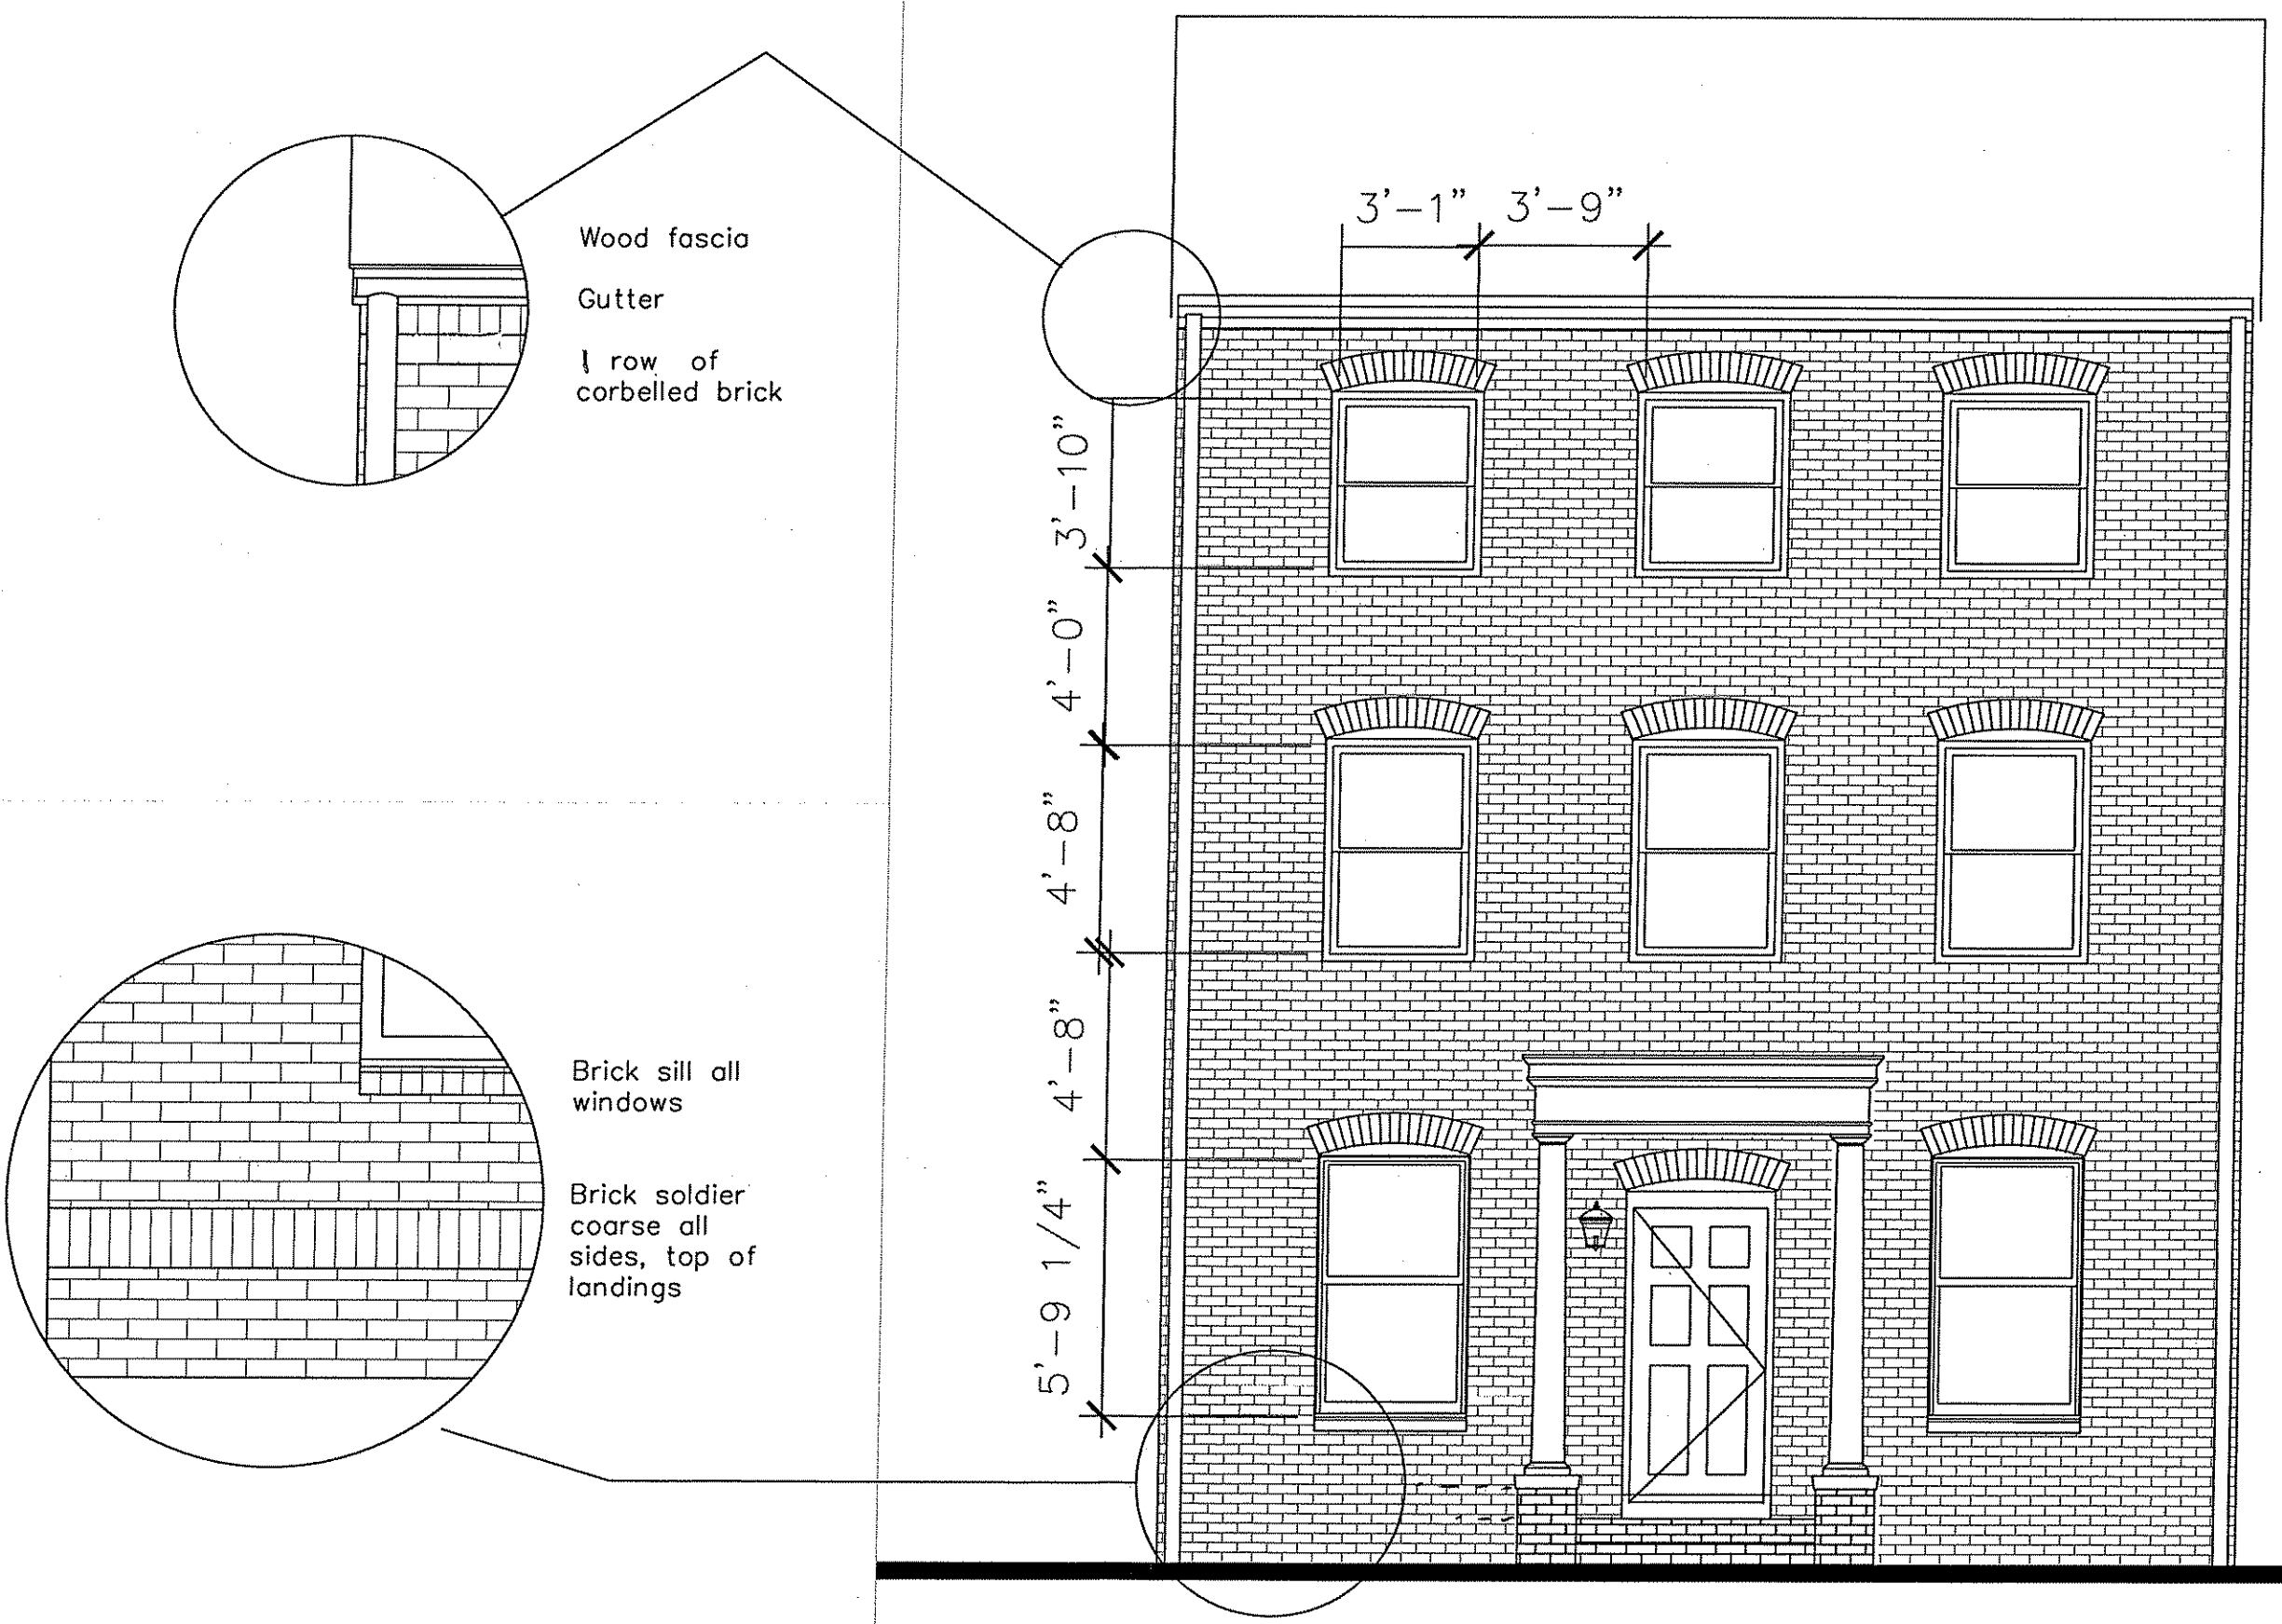 3'-1" 3'-9"
Wood fascia
Gutter
1 row of
corbelled brick
3'-10"
4'-0"
4'-8"
4'-8"
5'-9 1/4"
Brick sill all
windows
Brick soldier
coarse all
sides, top of
landings